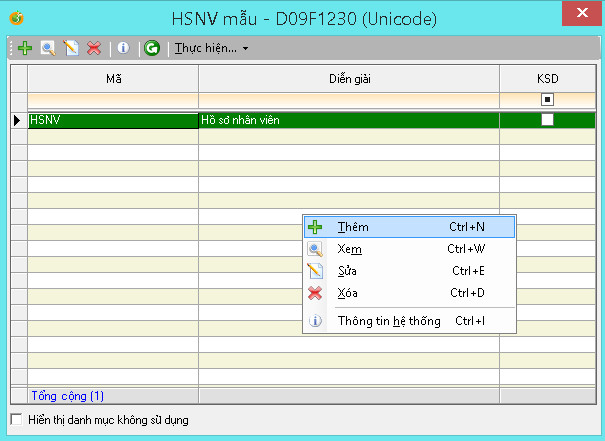 HSNV mẫu - D09F1230 (Unicode)
Thực hiện...
Mã Diễn giải KSD
HSNV Hồ sơ nhân viên
Thêm Ctrl+N
Xem Ctrl+W
Sửa Ctrl+E
Xóa Ctrl+D
Thông tin hệ thống Ctrl+I
Tổng cộng (1)
Hiển thị danh mục không sử dụng